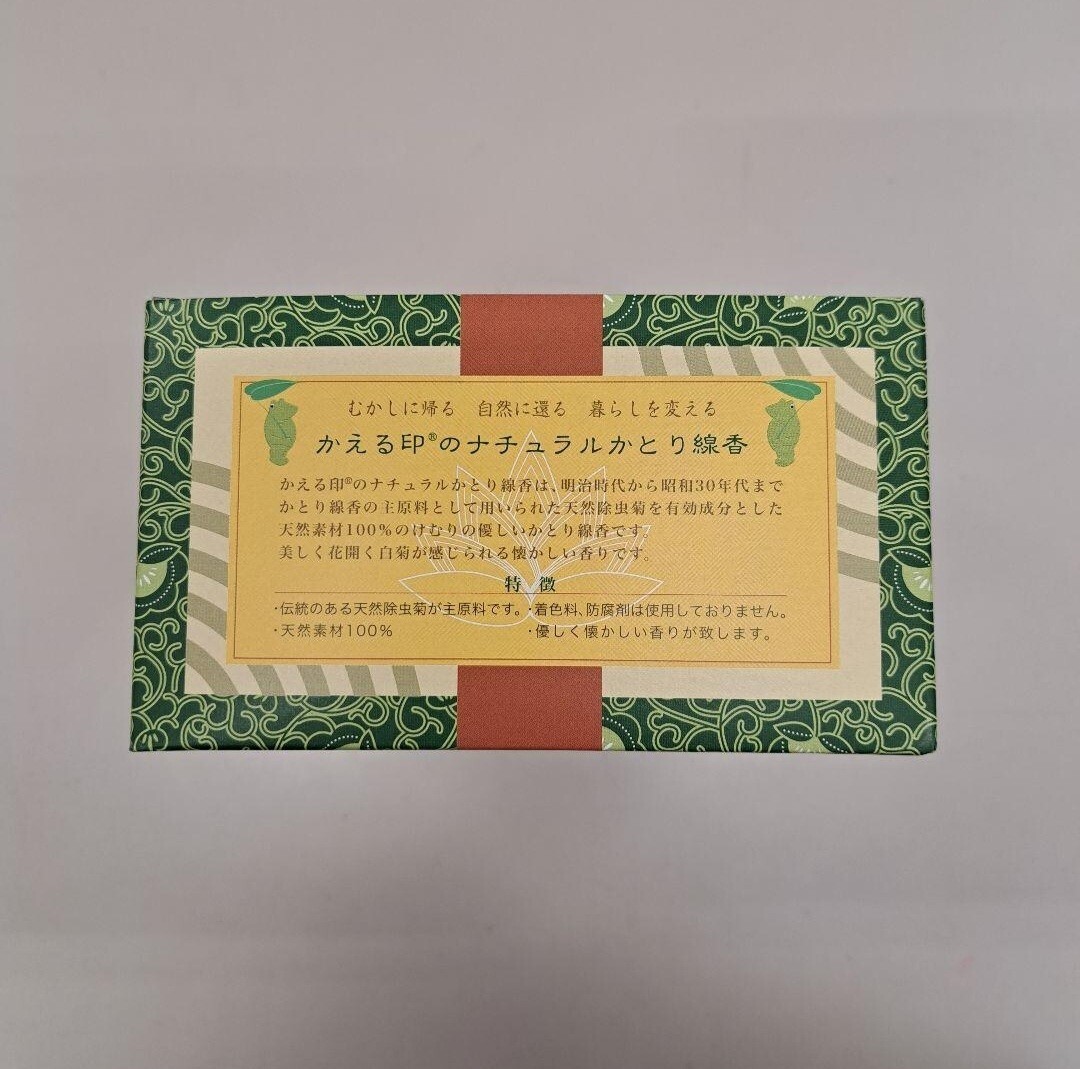 むかしに帰る　自然に還る　暮らしを変える
かえる印®のナチュラルかとり線香
かえる印®のナチュラルかとり線香は、明治時代から昭和30年代まで
かとり線香の主原料として用いられた天然除虫菊を有効成分とした
天然素材100%のけむりの優しいかとり線香です。
美しく花開く白菊が感じられる懐かしい香りです。
特　徴
・伝統のある天然除虫菊が主原料です。・着色料、防腐剤は使用しておりません。
・天然素材100%　・優しく懐かしい香りが致します。